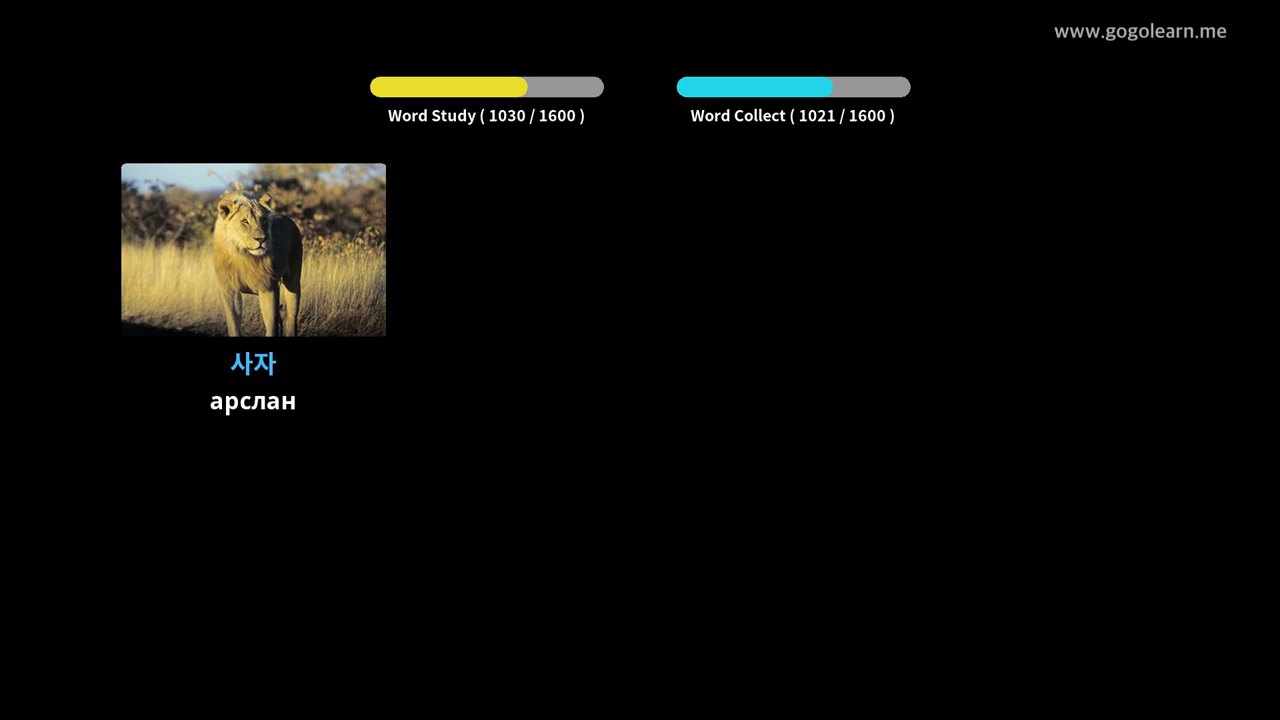 www.gogolearn.me
Word Study ( 1030 / 1600 )
Word Collect ( 1021 / 1600 )
사자
арслан